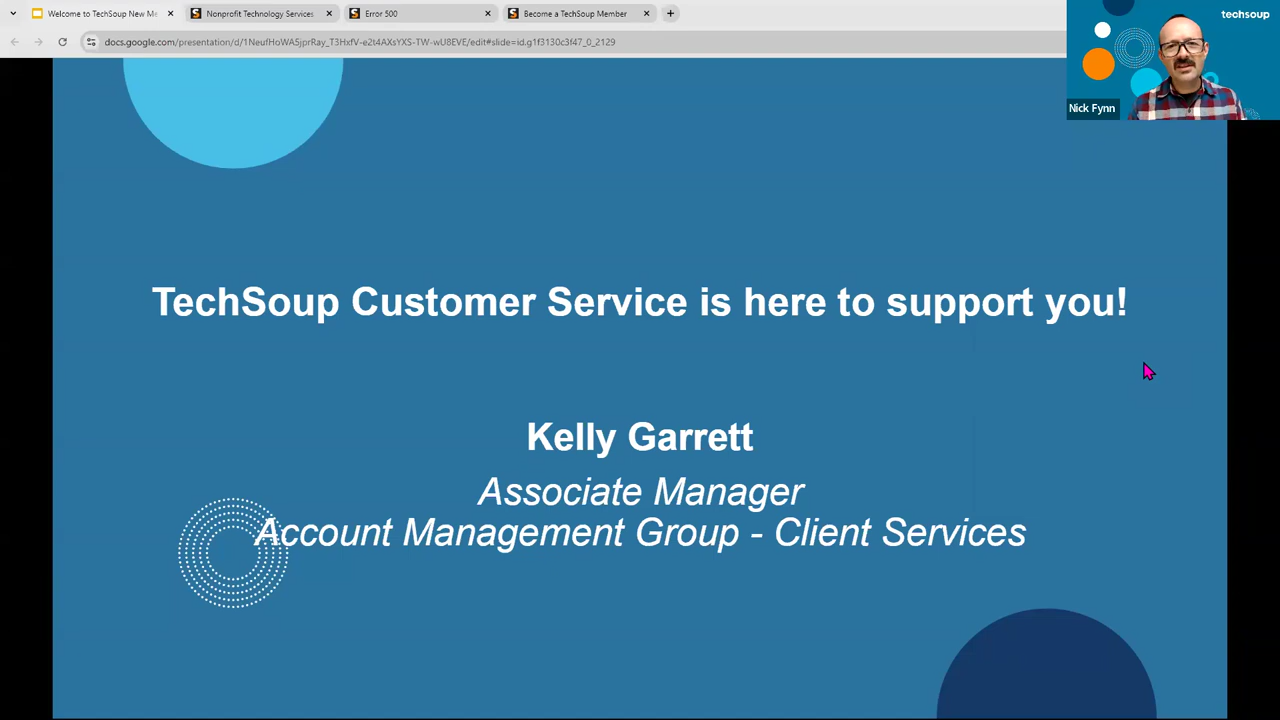 Welcome to TechSoup New Me
Nonprofit Technology Services
Error 500
Become a TechSoup Member
docs.google.com/presentation/d/1NeufHoWA5jprRay_T3HxfV-e2t4AXsYXS-TW-wU8EVE/edit#slide=id.g1f3130c3f47_0_2129
techsoup
Nick Fynn
TechSoup Customer Service is here to support you!
Kelly Garrett
Associate Manager
Account Management Group - Client Services